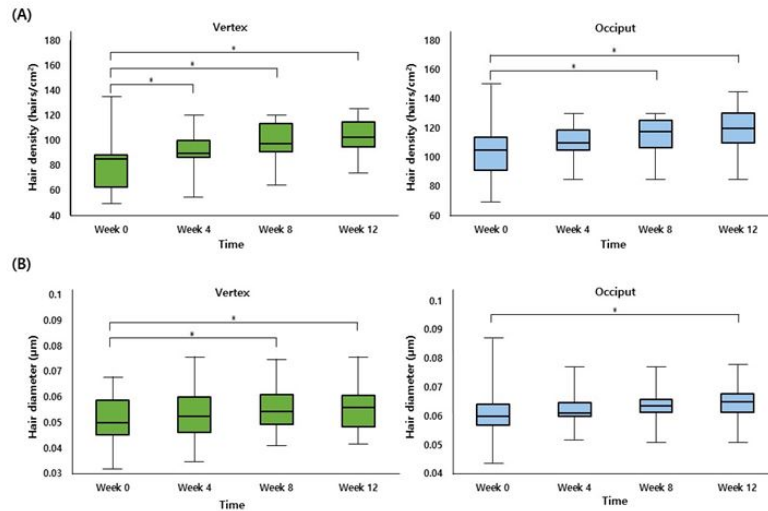 (A)
Vertex
Hair density (hairs/cm²)
180
160
140
120
100
80
60
40
*
*
*
Week 0 Week 4 Week 8 Week 12
Time
Occiput
Hair density (hairs/cm²)
180
160
140
120
100
80
60
*
*
Week 0 Week 4 Week 8 Week 12
Time
(B)
Vertex
Hair diameter (μm)
0.1
0.09
0.08
0.07
0.06
0.05
0.04
0.03
*
*
Week 0 Week 4 Week 8 Week 12
Time
Occiput
Hair diameter (μm)
0.1
0.09
0.08
0.07
0.06
0.05
0.04
*
Week 0 Week 4 Week 8 Week 12
Time